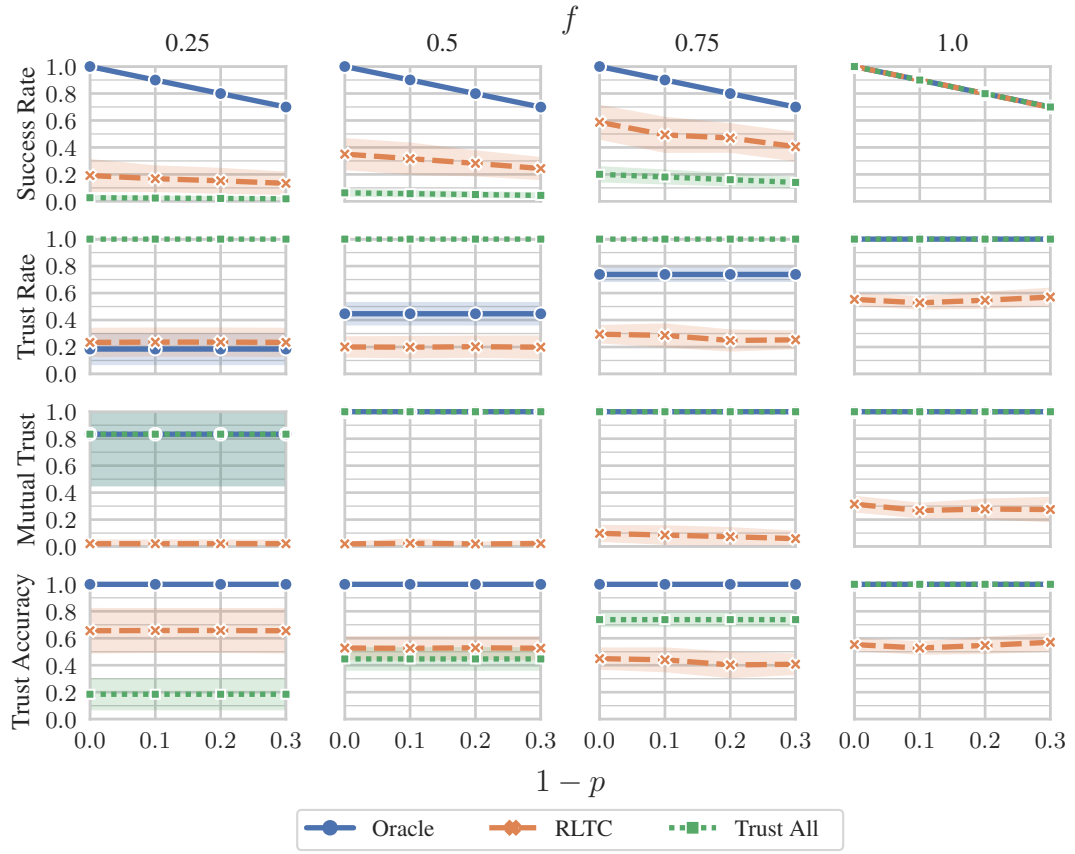 f
0.25 0.5 0.75 1.0
Success Rate
1.0
0.8
0.6
0.4
0.2
0.0
Trust Rate
1.0
0.8
0.6
0.4
0.2
0.0
Mutual Trust
1.0
0.8
0.6
0.4
0.2
0.0
Trust Accuracy
1.0
0.8
0.6
0.4
0.2
0.0
0.0 0.1 0.2 0.3 0.0 0.1 0.2 0.3 0.0 0.1 0.2 0.3 0.0 0.1 0.2 0.3
1 − p
Oracle RLTC Trust All